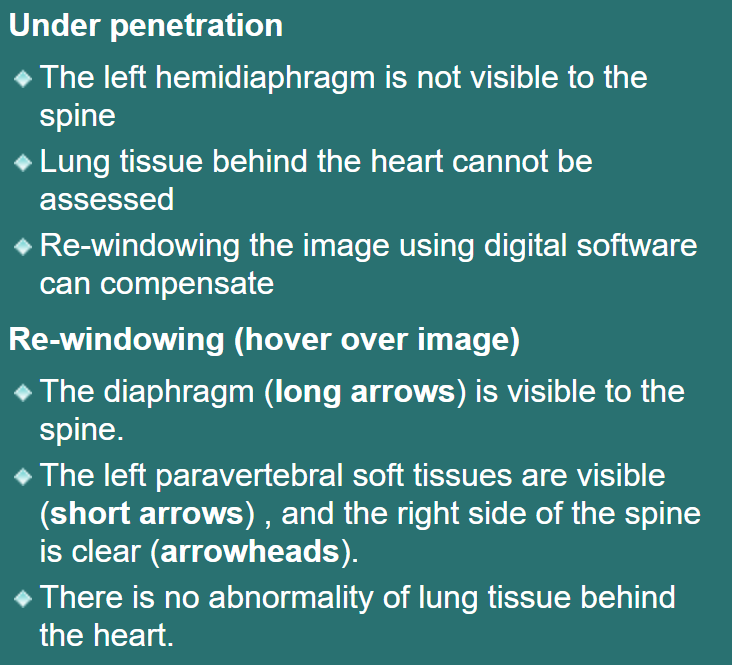 Under penetration
The left hemidiaphragm is not visible to the
spine
Lung tissue behind the heart cannot be
assessed
Re-windowing the image using digital software
can compensate
Re-windowing (hover over image)
The diaphragm (long arrows) is visible to the
spine.
The left paravertebral soft tissues are visible
(short arrows) , and the right side of the spine
is clear (arrowheads).
There is no abnormality of lung tissue behind
the heart.